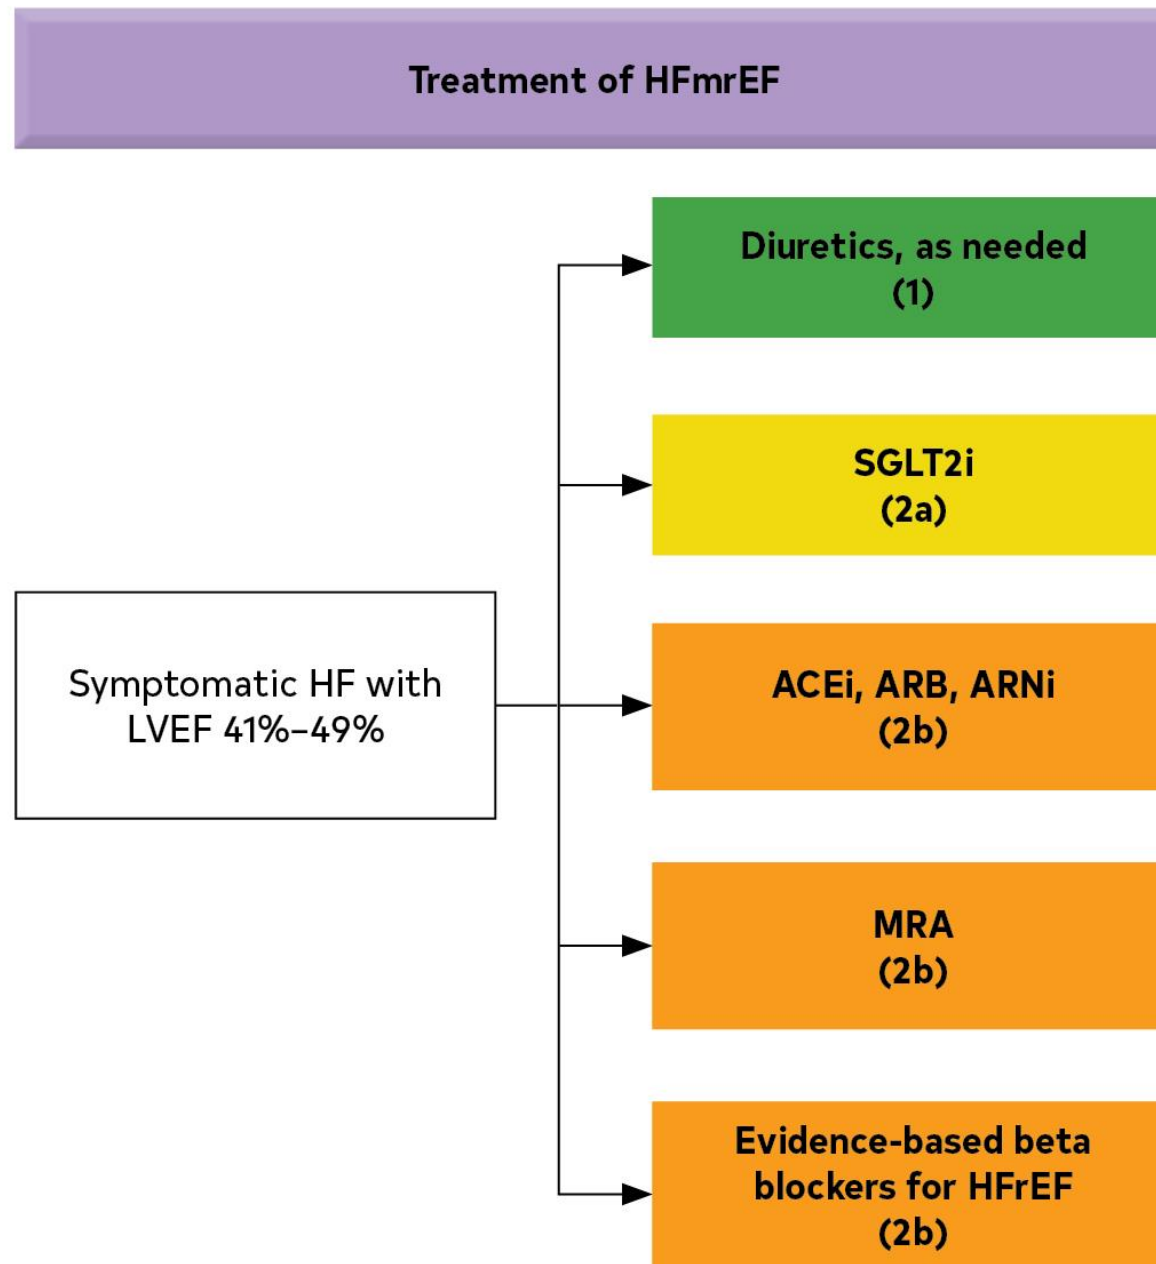 Treatment of HFmrEF
Diuretics, as needed
(1)
SGLT2i
(2a)
Symptomatic HF with
LVEF 41%–49%
ACEi, ARB, ARNi
(2b)
MRA
(2b)
Evidence-based beta
blockers for HFrEF
(2b)